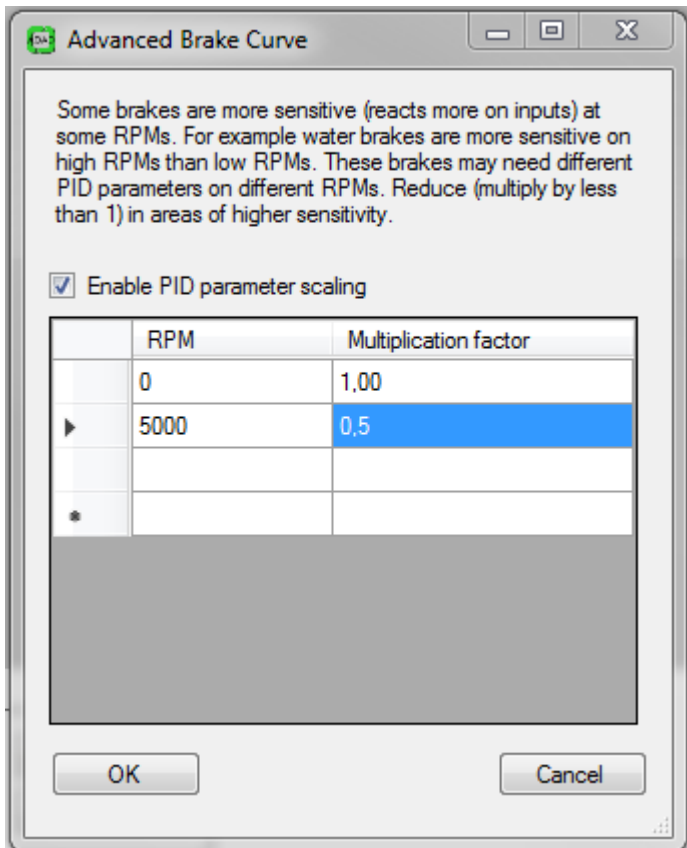 Advanced Brake Curve
Some brakes are more sensitive (reacts more on inputs) at
some RPMs. For example water brakes are more sensitive on
high RPMs than low RPMs. These brakes may need different
PID parameters on different RPMs. Reduce (multiply by less
than 1) in areas of higher sensitivity.
Enable PID parameter scaling
RPM Multiplication factor
0 1,00
5000 0,5
OK Cancel